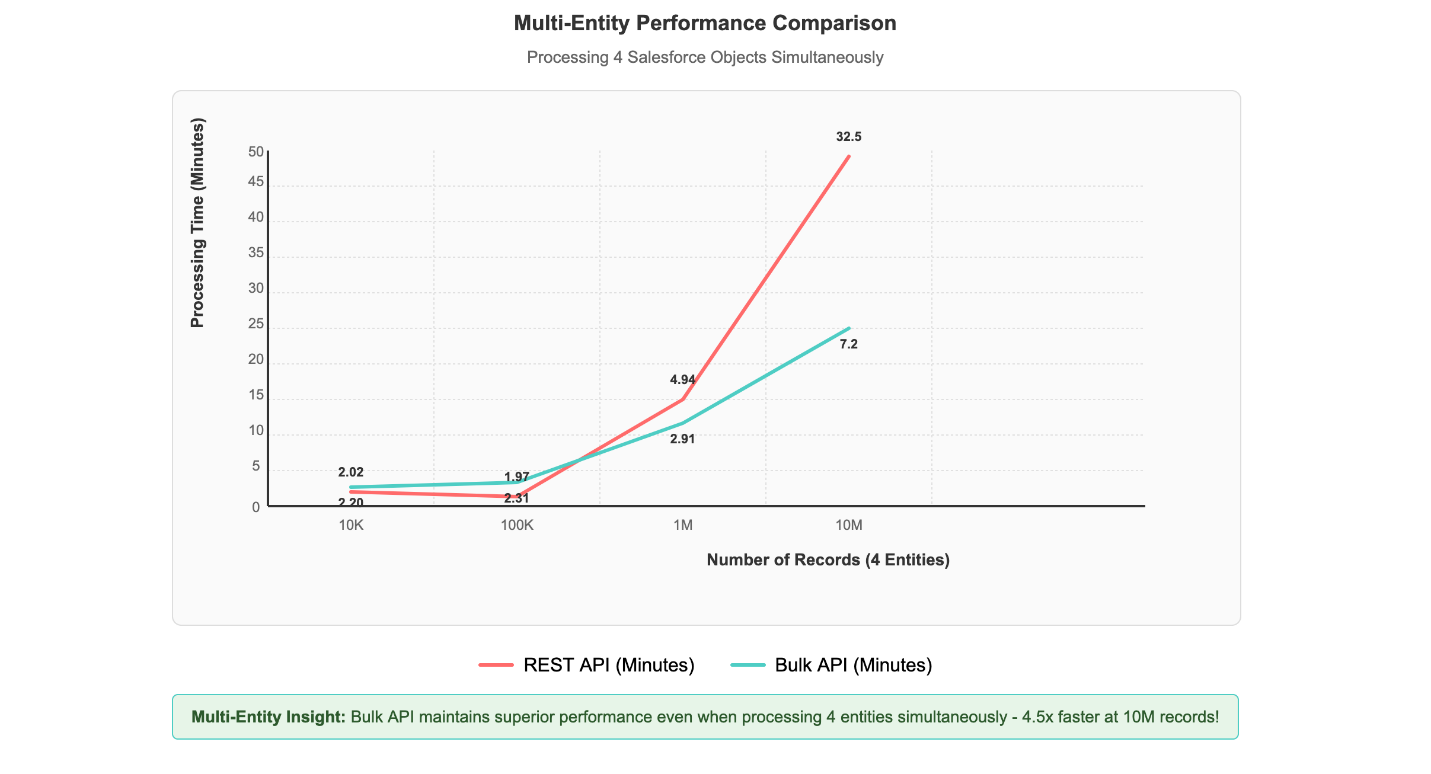 Multi-Entity Performance Comparison
Processing 4 Salesforce Objects Simultaneously
Processing Time (Minutes)
50
45
40
35
30
25
20
15
10
5
0
32.5
7.2
4.94
2.91
2.02
2.20
1.97
2.31
10K
100K
1M
10M
Number of Records (4 Entities)
REST API (Minutes)
Bulk API (Minutes)
Multi-Entity Insight: Bulk API maintains superior performance even when processing 4 entities simultaneously - 4.5x faster at 10M records!